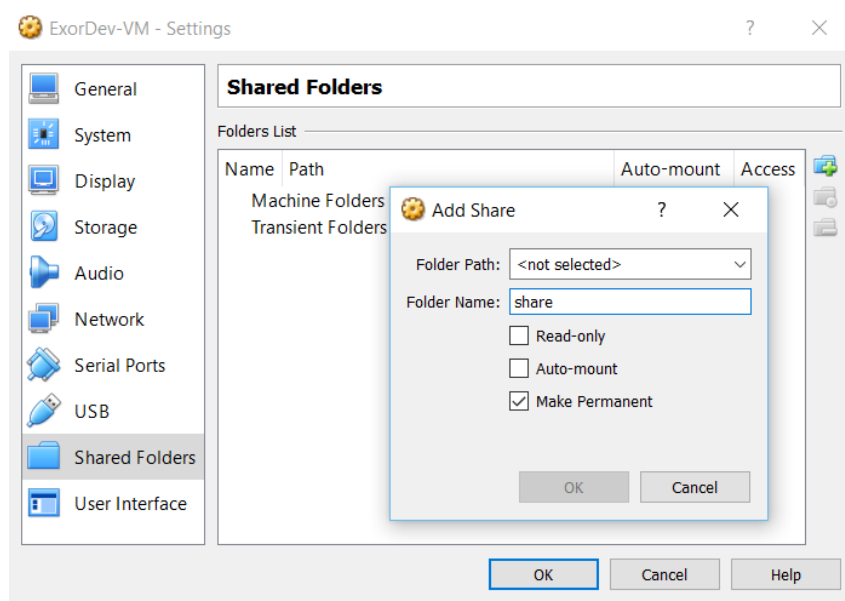 ExorDev-VM - Settings
?
General
Shared Folders
System
Folders List
Display
Name Path Auto-mount Access
Machine Folders
Transient Folders
Storage
Audio
Network
Serial Ports
USB
Shared Folders
User Interface
Add Share ?
Folder Path: <not selected>
Folder Name: share
Read-only
Auto-mount
Make Permanent
OK Cancel
OK Cancel Help